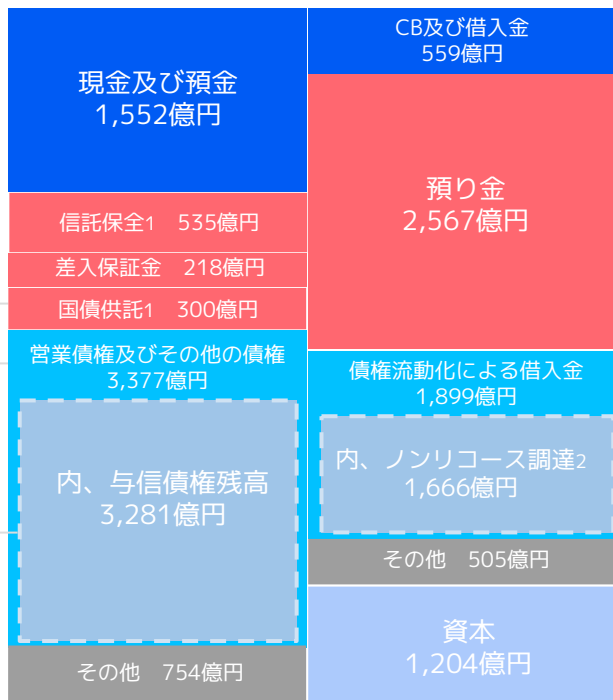 現金及び預金
1,552億円
信託保全1 535億円
差入保証金 218億円
国債供託1 300億円
営業債権及びその他の債権
3,377億円
内、与信債権残高
3,281億円
その他 754億円
CB及び借入金
559億円
預り金
2,567億円
債権流動化による借入金
1,899億円
内、ノンリコース調達2
1,666億円
その他 505億円
資本
1,204億円